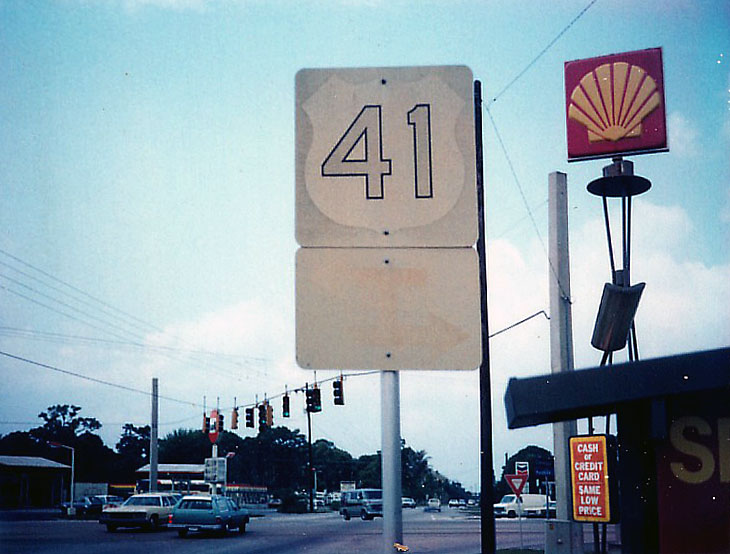 41
CASH
or
CREDIT
CARD
SAME
LOW
PRICE